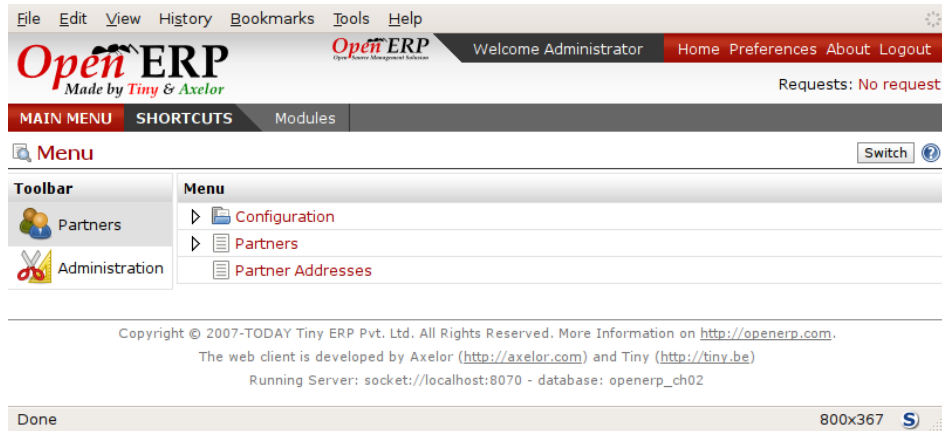 File Edit View History Bookmarks Tools Help
Open ERP
Made by Tiny & Axelor
Open ERP
Open Source Management Solution
Welcome Administrator
Home Preferences About Logout
Requests: No request
MAIN MENU SHORTCUTS Modules
Menu
Switch ?
Toolbar
Menu
Partners
Configuration
Partners
Administration
Partner Addresses
Copyright © 2007-TODAY Tiny ERP Pvt. Ltd. All Rights Reserved. More Information on http://openerp.com.
The web client is developed by Axelor (http://axelor.com) and Tiny (http://tiny.be)
Running Server: socket://localhost:8070 - database: openerp_ch02
Done 800x367 S